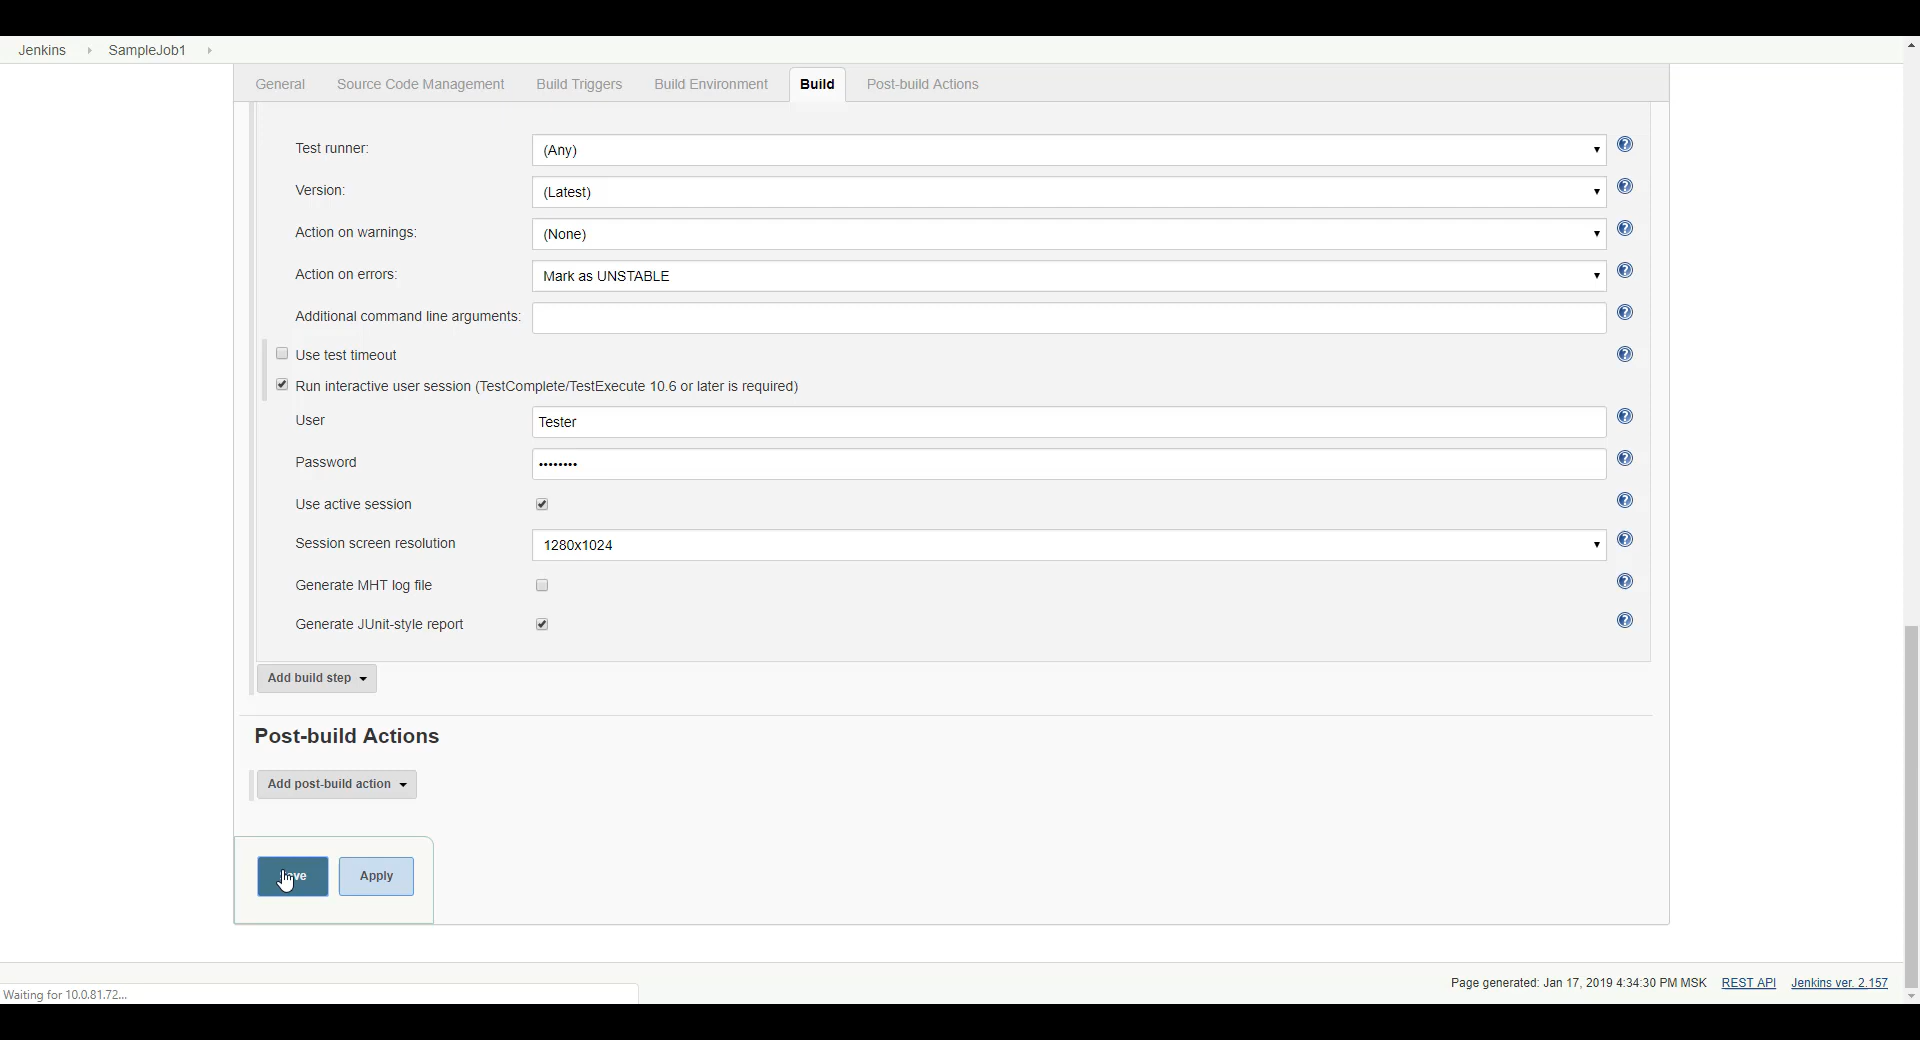 Jenkins SampleJob1
General Source Code Management Build Triggers Build Environment Build Post-build Actions
Test runner: (Any)
Version: (Latest)
Action on warnings: (None)
Action on errors: Mark as UNSTABLE
Additional command line arguments:
Use test timeout
Run interactive user session (TestComplete/TestExecute 10.6 or later is required)
User Tester
Password ••••••••
Use active session
Session screen resolution 1280x1024
Generate MHT log file
Generate JUnit-style report
Add build step
Post-build Actions
Add post-build action
Apply
Page generated: Jan 17, 2019 4:34:30 PM MSK REST API Jenkins ver. 2.157
Waiting for 10.0.81.72...